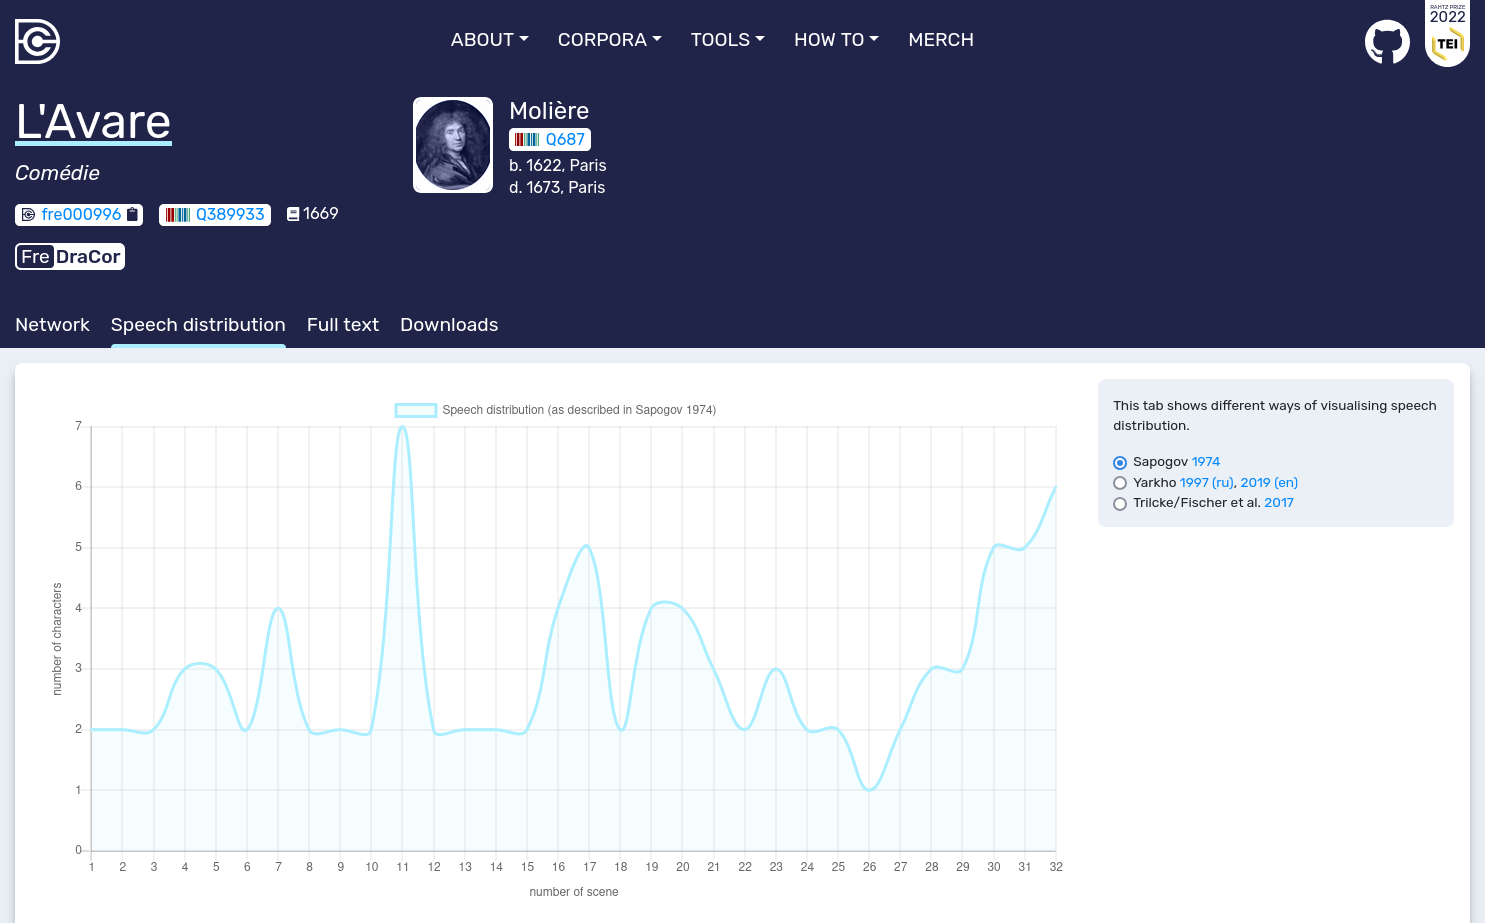 ABOUT CORPORA TOOLS HOW TO MERCH
RAHTZ PRIZE
2022
TEI
L'Avare
Comédie
fre000996 Q389933 1669
Fre DraCor
Molière
Q687
b. 1622, Paris
d. 1673, Paris
Network Speech distribution Full text Downloads
Speech distribution (as described in Sapogov 1974)
7
6
5
4
3
2
1
0
number of characters
1 2 3 4 5 6 7 8 9 10 11 12 13 14 15 16 17 18 19 20 21 22 23 24 25 26 27 28 29 30 31 32
number of scene
This tab shows different ways of visualising speech
distribution.
Sapogov 1974
Yarkho 1997 (ru), 2019 (en)
Trilcke/Fischer et al. 2017